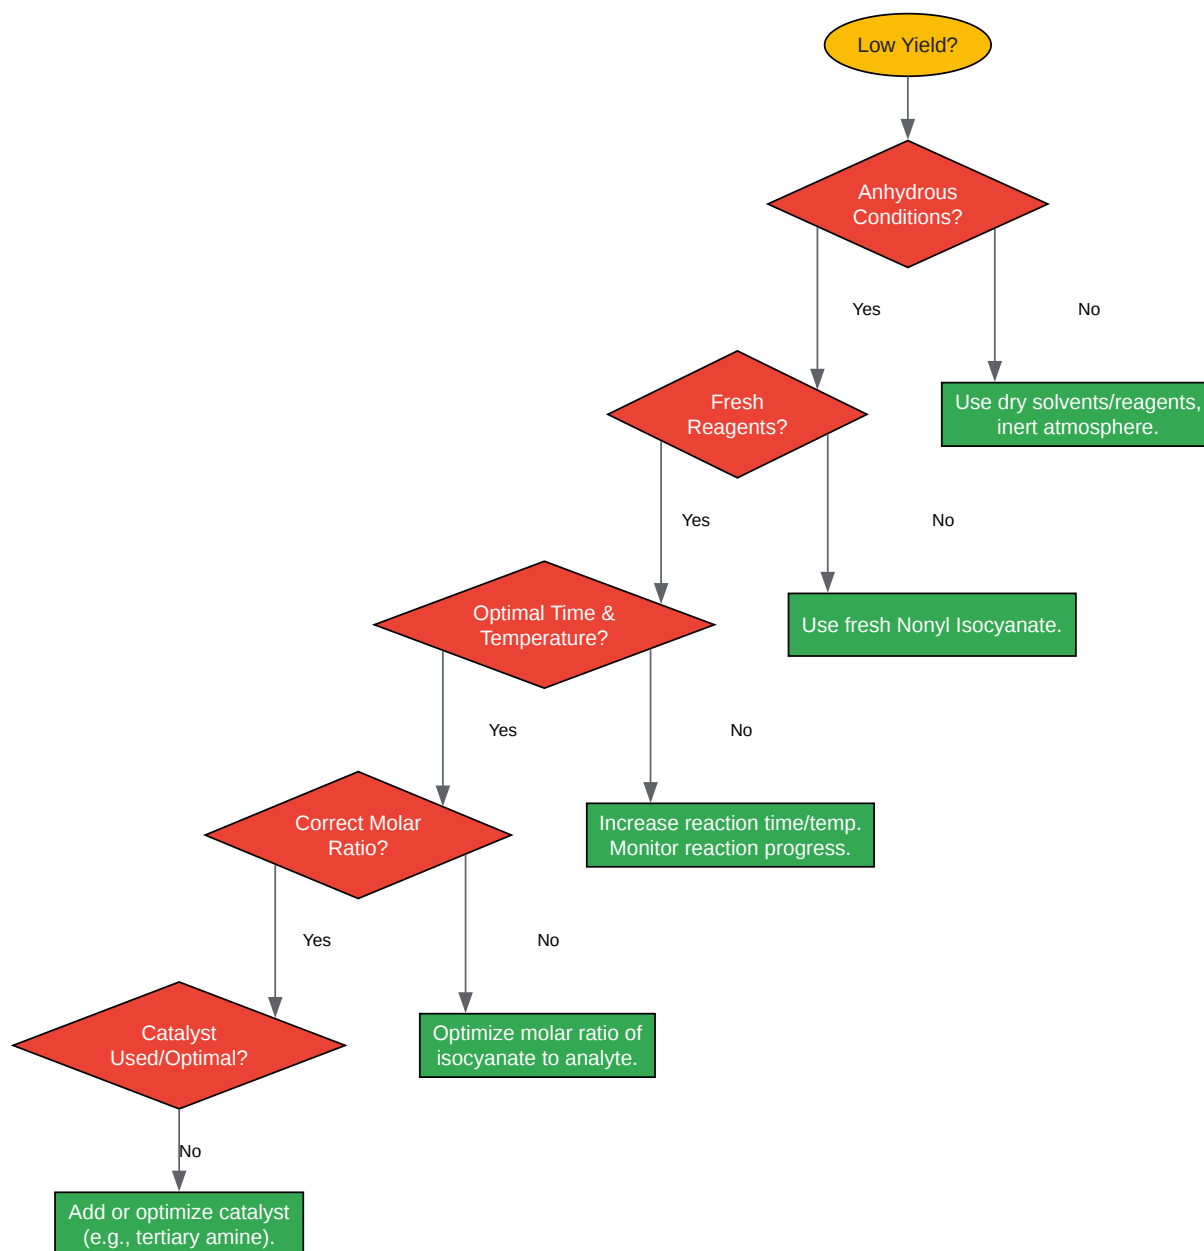 Low Yield?
Anhydrous
Conditions?
Yes
No
Fresh
Reagents?
Use dry solvents/reagents,
inert atmosphere.
Yes
No
Optimal Time &
Temperature?
Use fresh Nonyl Isocyanate.
Yes
No
Correct Molar
Ratio?
Increase reaction time/temp.
Monitor reaction progress.
Yes
No
Catalyst
Used/Optimal?
Optimize molar ratio of
isocyanate to analyte.
No
Add or optimize catalyst
(e.g., tertiary amine).